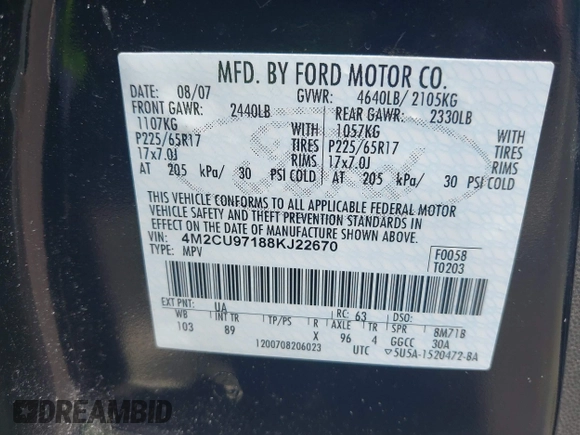 MFD. BY FORD MOTOR CO.
DATE: 08/07 GVWR: 4640LB/ 2105KG
FRONT GAWR: 2440LB REAR GAWR: 2330LB
1107KG WITH 1057KG WITH
P225/65R17 TIRES P225/65R17 TIRES
17x7.0J RIMS 17x7.0J RIMS
AT 205 kPa/ 30 PSI COLD AT 205 kPa/ 30 PSI COLD
THIS VEHICLE CONFORMS TO ALL APPLICABLE FEDERAL MOTOR
VEHICLE SAFETY AND THEFT PREVENTION STANDARDS IN
EFFECT ON THE DATE OF MANUFACTURE SHOWN ABOVE.
VIN: 4M2CU97188KJ22670 F0058
TYPE: MPV T0203
EXT PNT: UA RC: 63 DSO:
WB INT TR TP/PS R AXLE TR SPR BM71B
103 89 X 96 4 GGCC 30A
1200708206023 UTC 5U5A-1520472-BA
DREAMBID